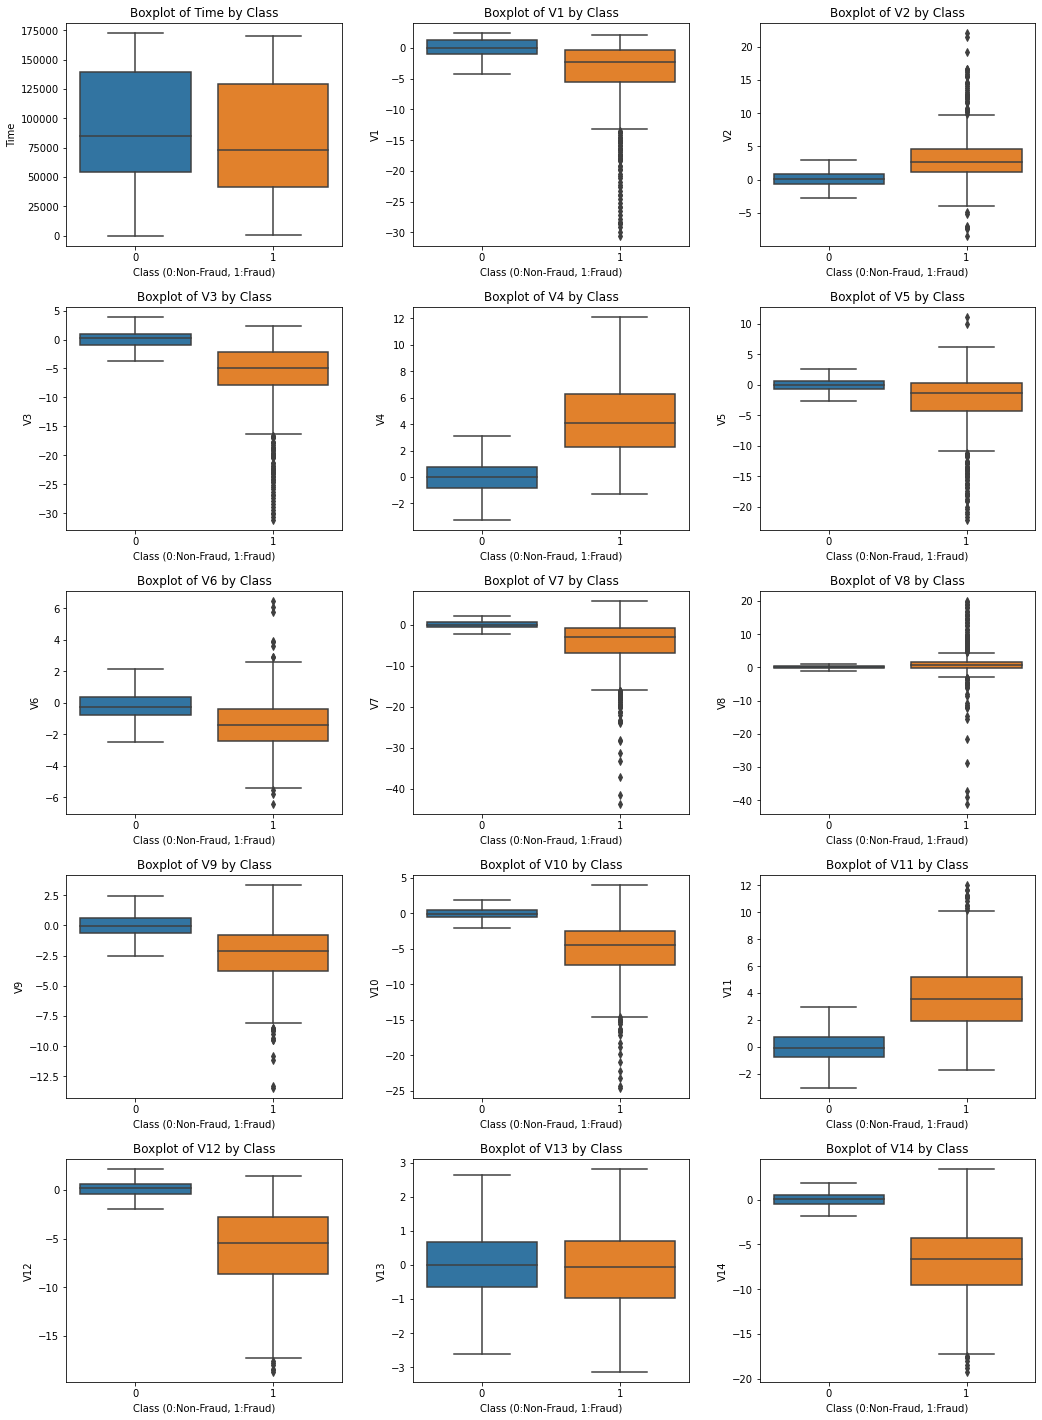 Boxplot of Time by Class
175000
150000
125000
100000
75000
50000
25000
0
Time
0 1
Class (0:Non-Fraud, 1:Fraud)
Boxplot of V1 by Class
0
−5
−10
−15
−20
−25
−30
V1
0 1
Class (0:Non-Fraud, 1:Fraud)
Boxplot of V2 by Class
20
15
10
5
0
−5
V2
0 1
Class (0:Non-Fraud, 1:Fraud)
Boxplot of V3 by Class
5
0
−5
−10
−15
−20
−25
−30
V3
0 1
Class (0:Non-Fraud, 1:Fraud)
Boxplot of V4 by Class
12
10
8
6
4
2
0
−2
V4
0 1
Class (0:Non-Fraud, 1:Fraud)
Boxplot of V5 by Class
10
5
0
−5
−10
−15
−20
V5
0 1
Class (0:Non-Fraud, 1:Fraud)
Boxplot of V6 by Class
6
4
2
0
−2
−4
−6
V6
0 1
Class (0:Non-Fraud, 1:Fraud)
Boxplot of V7 by Class
0
−10
−20
−30
−40
V7
0 1
Class (0:Non-Fraud, 1:Fraud)
Boxplot of V8 by Class
20
10
0
−10
−20
−30
−40
V8
0 1
Class (0:Non-Fraud, 1:Fraud)
Boxplot of V9 by Class
2.5
0.0
−2.5
−5.0
−7.5
−10.0
−12.5
V9
0 1
Class (0:Non-Fraud, 1:Fraud)
Boxplot of V10 by Class
5
0
−5
−10
−15
−20
−25
V10
0 1
Class (0:Non-Fraud, 1:Fraud)
Boxplot of V11 by Class
12
10
8
6
4
2
0
−2
V11
0 1
Class (0:Non-Fraud, 1:Fraud)
Boxplot of V12 by Class
0
−5
−10
−15
V12
0 1
Class (0:Non-Fraud, 1:Fraud)
Boxplot of V13 by Class
3
2
1
0
−1
−2
−3
V13
0 1
Class (0:Non-Fraud, 1:Fraud)
Boxplot of V14 by Class
0
−5
−10
−15
−20
V14
0 1
Class (0:Non-Fraud, 1:Fraud)